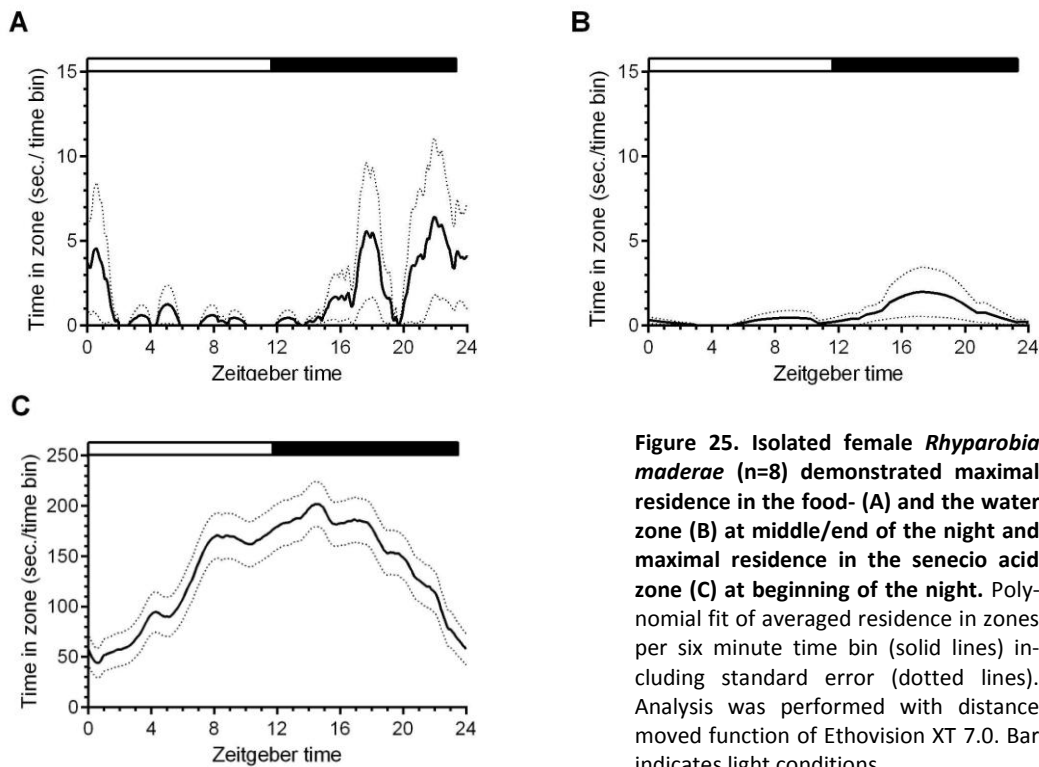 A
Time in zone (sec./ time bin)
15
10
5
0
0 4 8 12 16 20 24
Zeitgeber time
B
Time in zone (sec./time bin)
15
10
5
0
0 4 8 12 16 20 24
Zeitgeber time
C
Time in zone (sec./time bin)
250
200
150
100
50
0
0 4 8 12 16 20 24
Zeitgeber time
Figure 25. Isolated female Rhyparobia
maderae (n=8) demonstrated maximal
residence in the food- (A) and the water
zone (B) at middle/end of the night and
maximal residence in the senecio acid
zone (C) at beginning of the night. Poly-
nomial fit of averaged residence in zones
per six minute time bin (solid lines) in-
cluding standard error (dotted lines).
Analysis was performed with distance
moved function of Ethovision XT 7.0. Bar
indicates light conditions